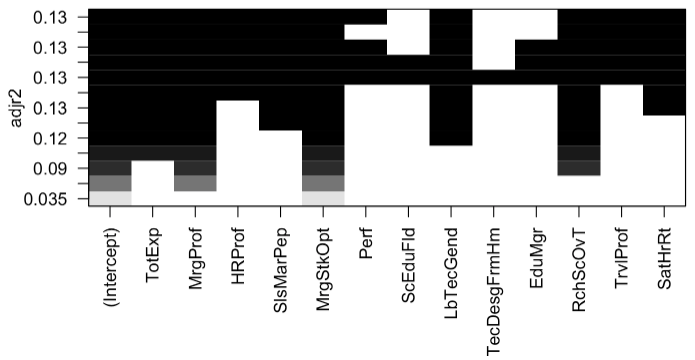 adjr2
0.13
0.13
0.13
0.13
0.12
0.09
0.035
(Intercept)
TotExp
MrgProf
HRProf
SlsMarPep
MrgStkOpt
Perf
ScEduFld
LbTecGend
TecDesgFrmHm
EduMgr
RchScOvT
TrvlProf
SatHrRt